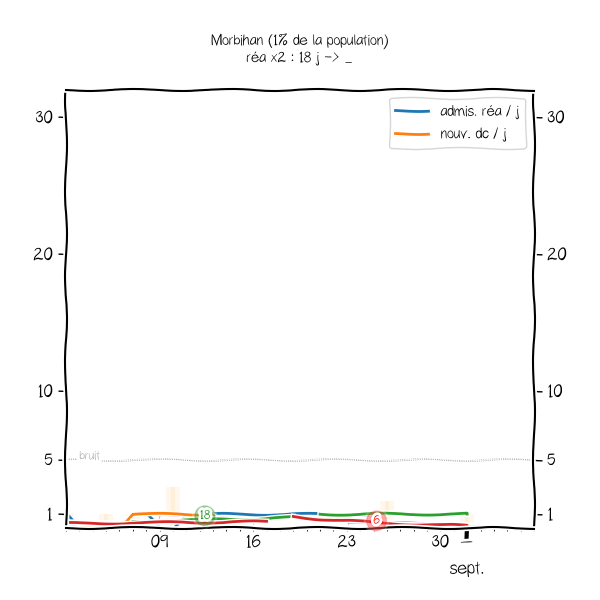 Morbihan (1% de la population)
réa x2 : 18 j -> _
admis. réa / j
nouv. dc / j
30
30
20
20
10
10
5
bruit
5
1
18
6
1
09
16
23
30
sept.